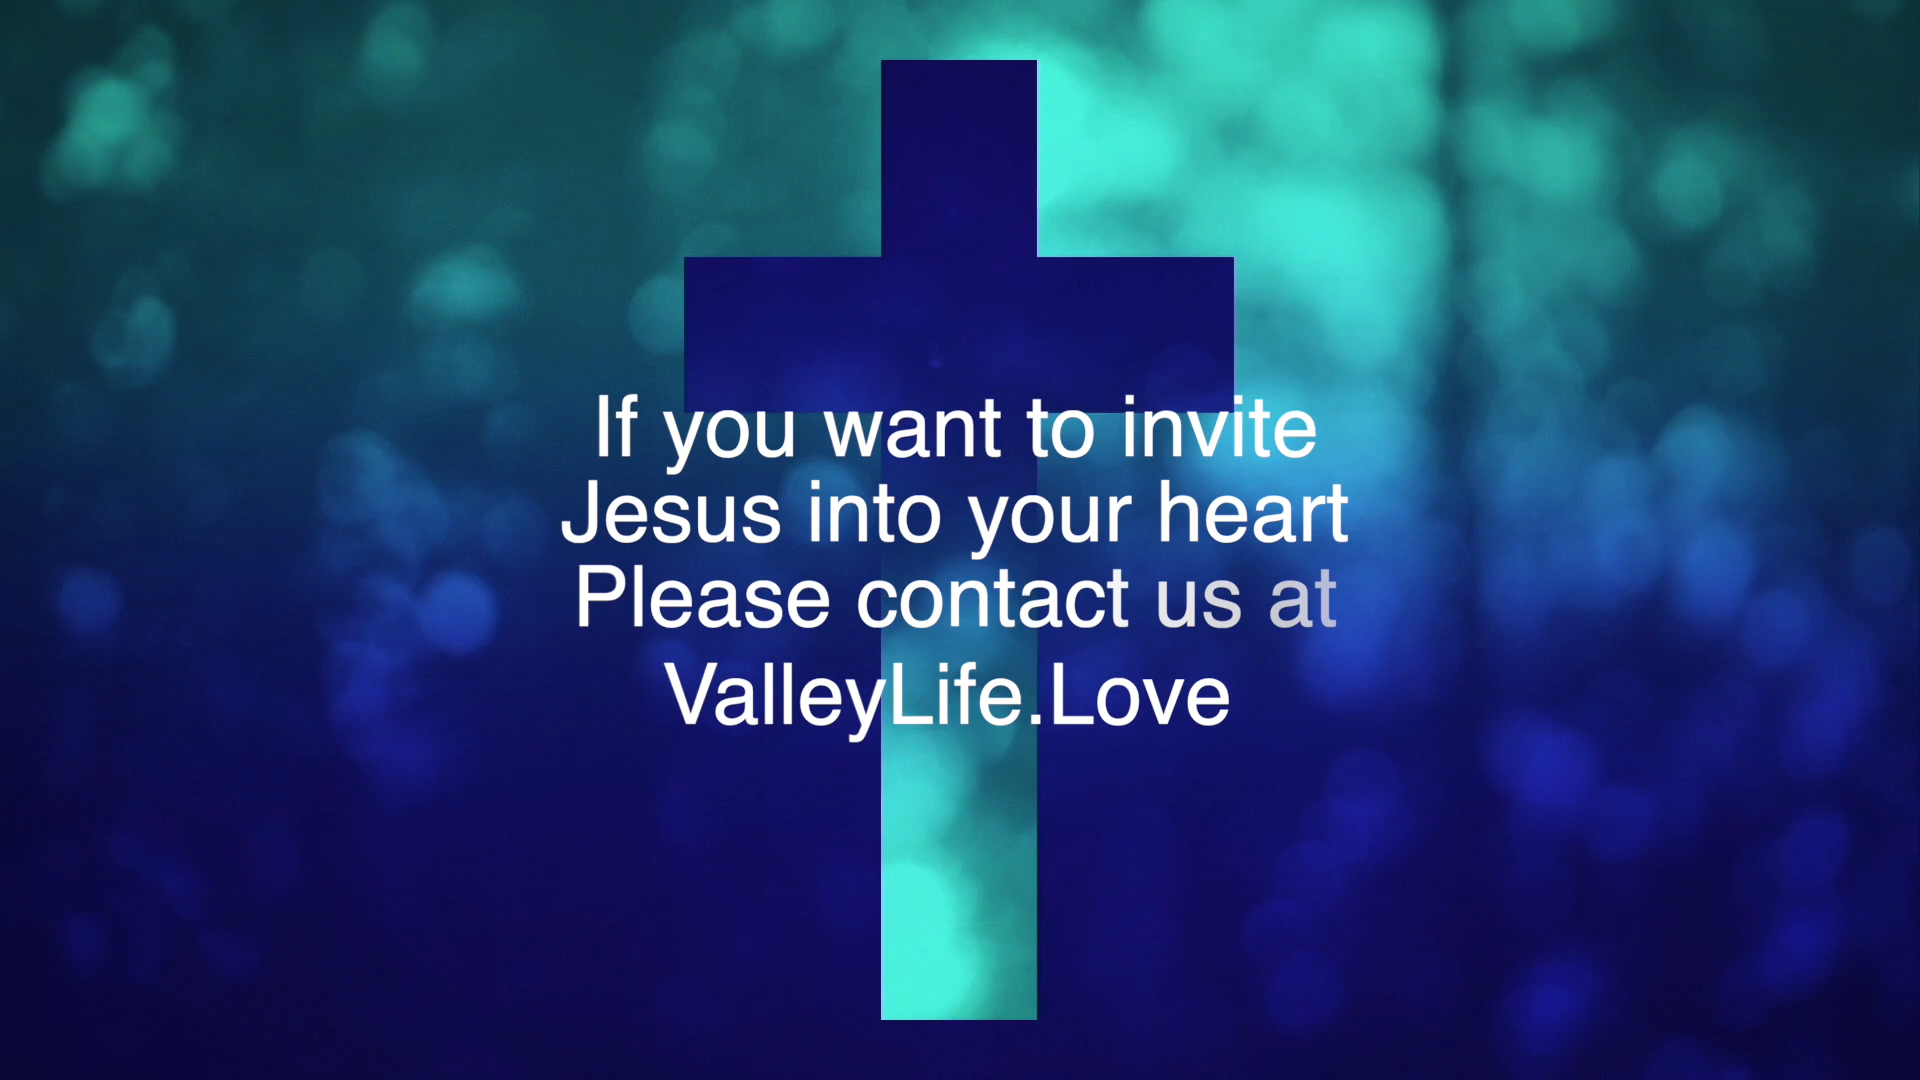 If you want to invite
Jesus into your heart
Please contact us at
ValleyLife.Love